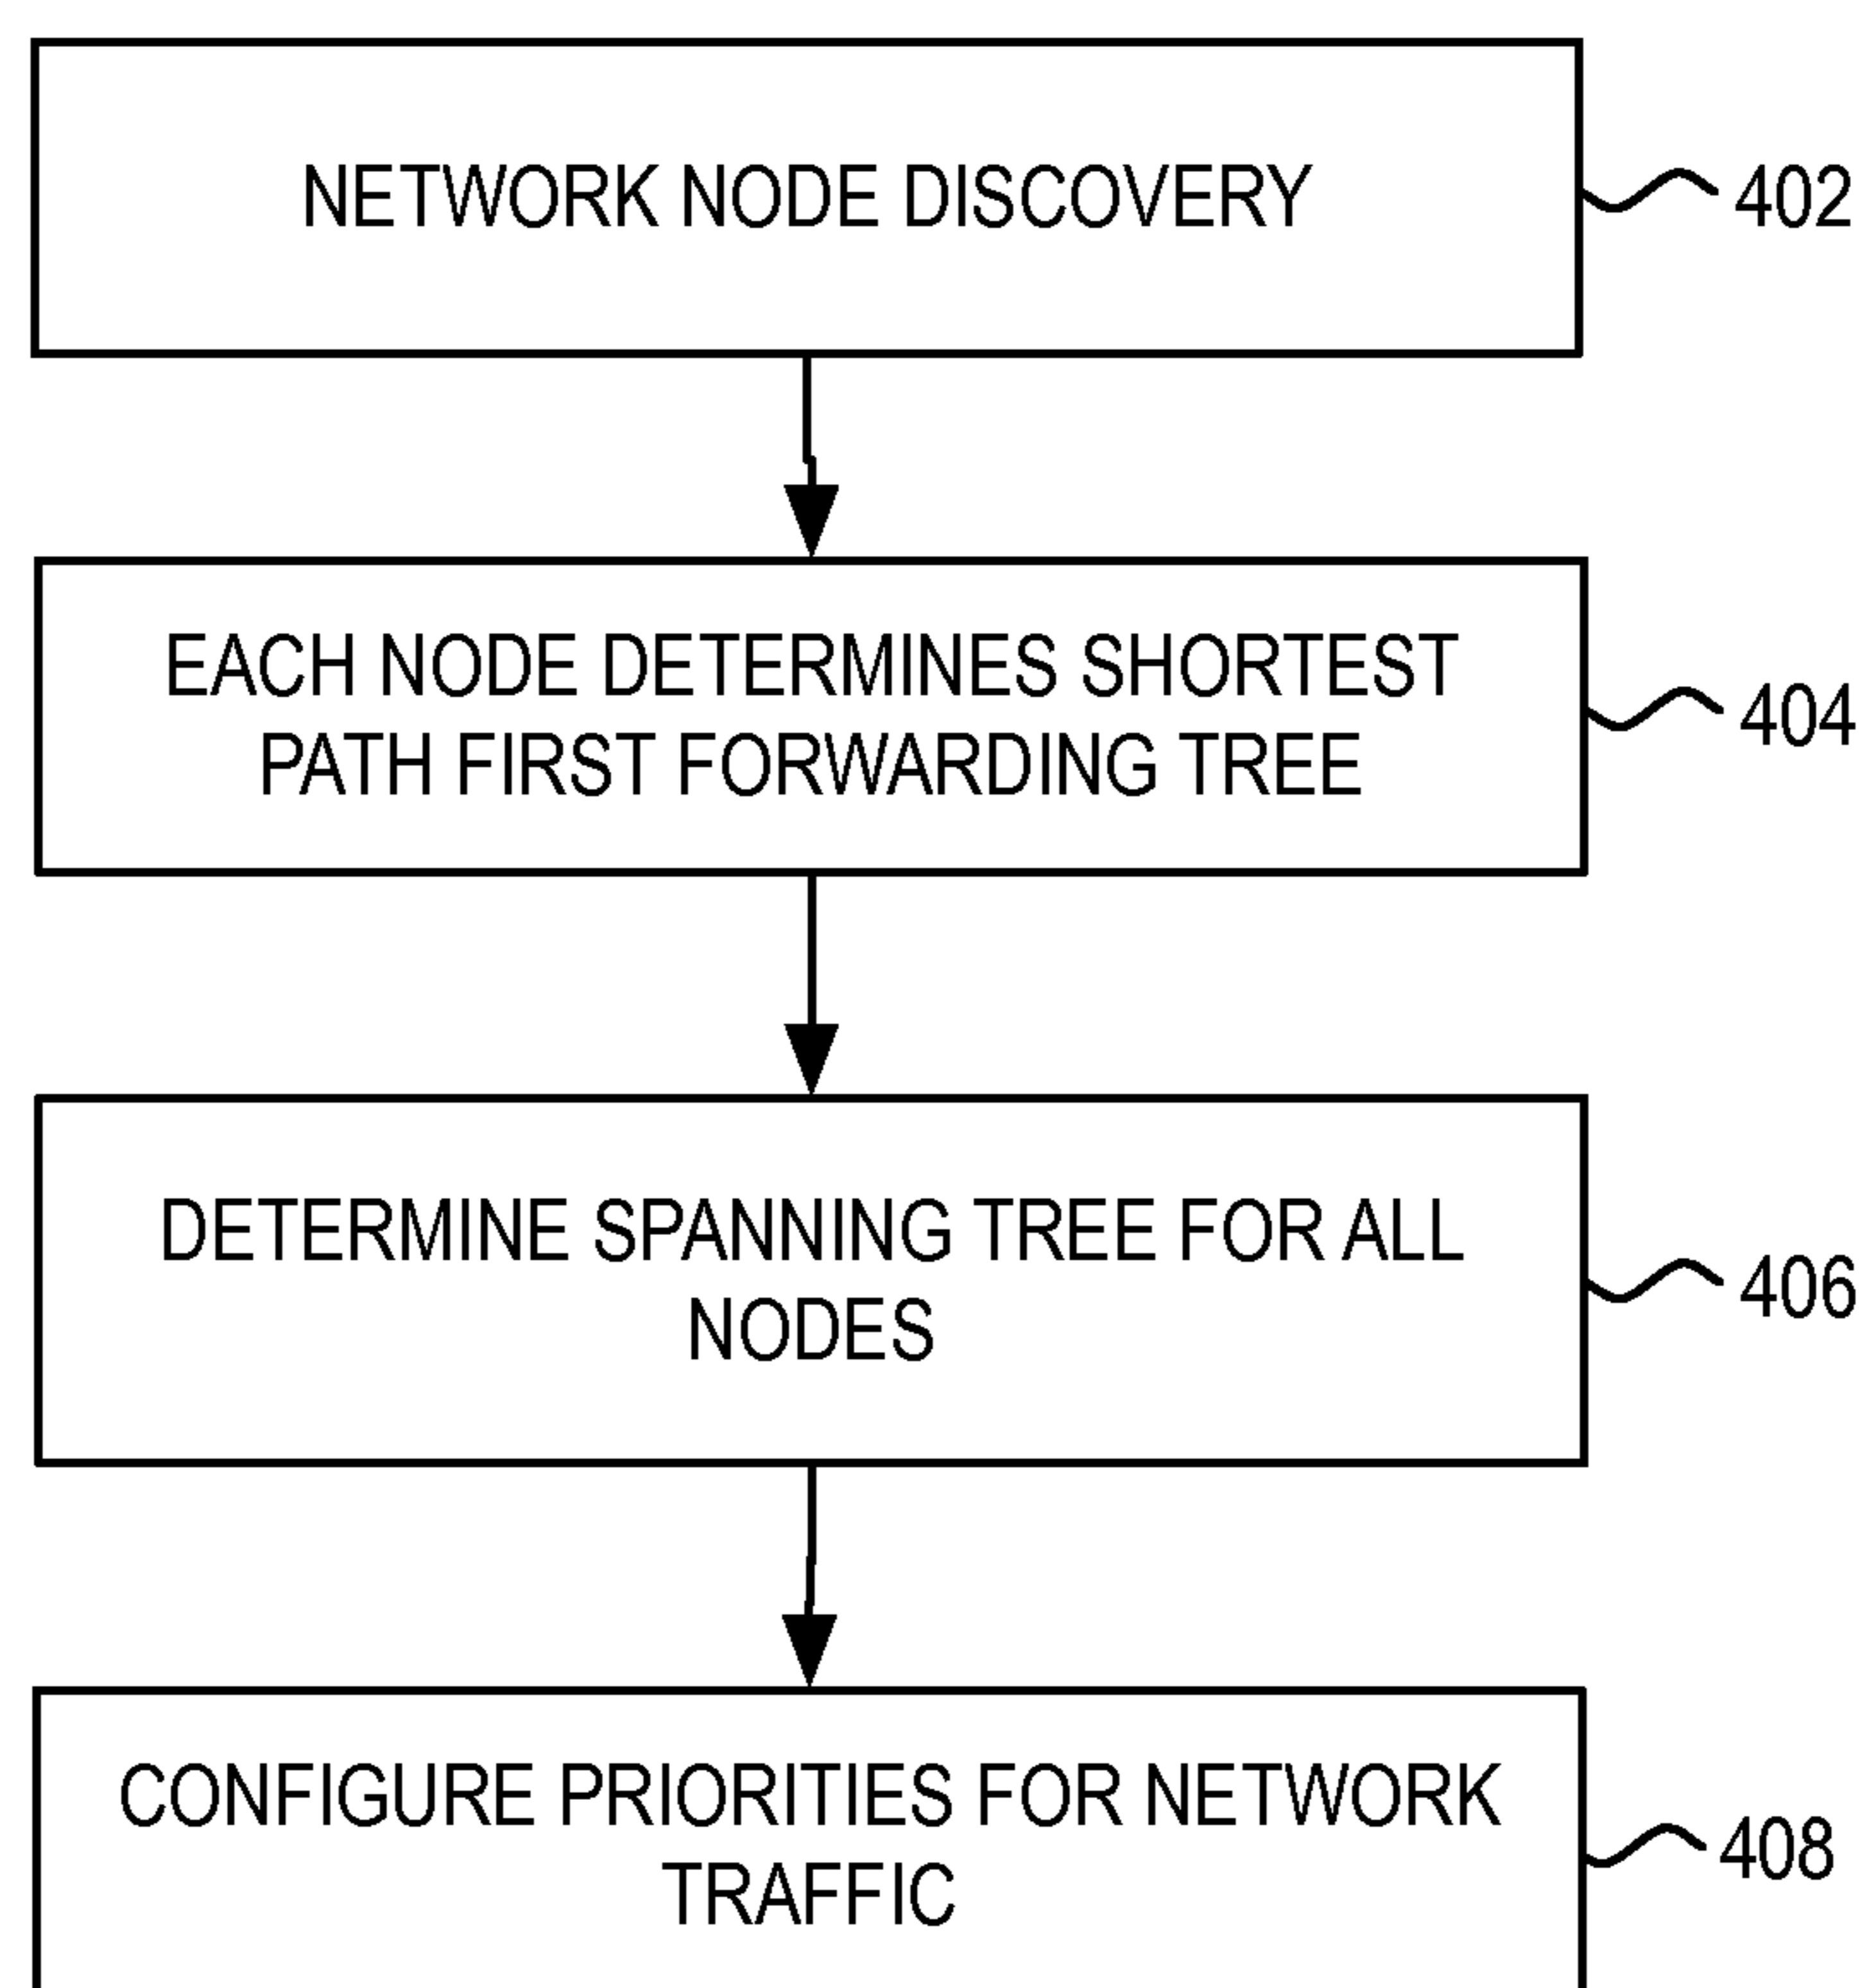 NETWORK NODE DISCOVERY
402
EACH NODE DETERMINES SHORTEST
PATH FIRST FORWARDING TREE
404
DETERMINE SPANNING TREE FOR ALL
NODES
406
CONFIGURE PRIORITIES FOR NETWORK
TRAFFIC
408